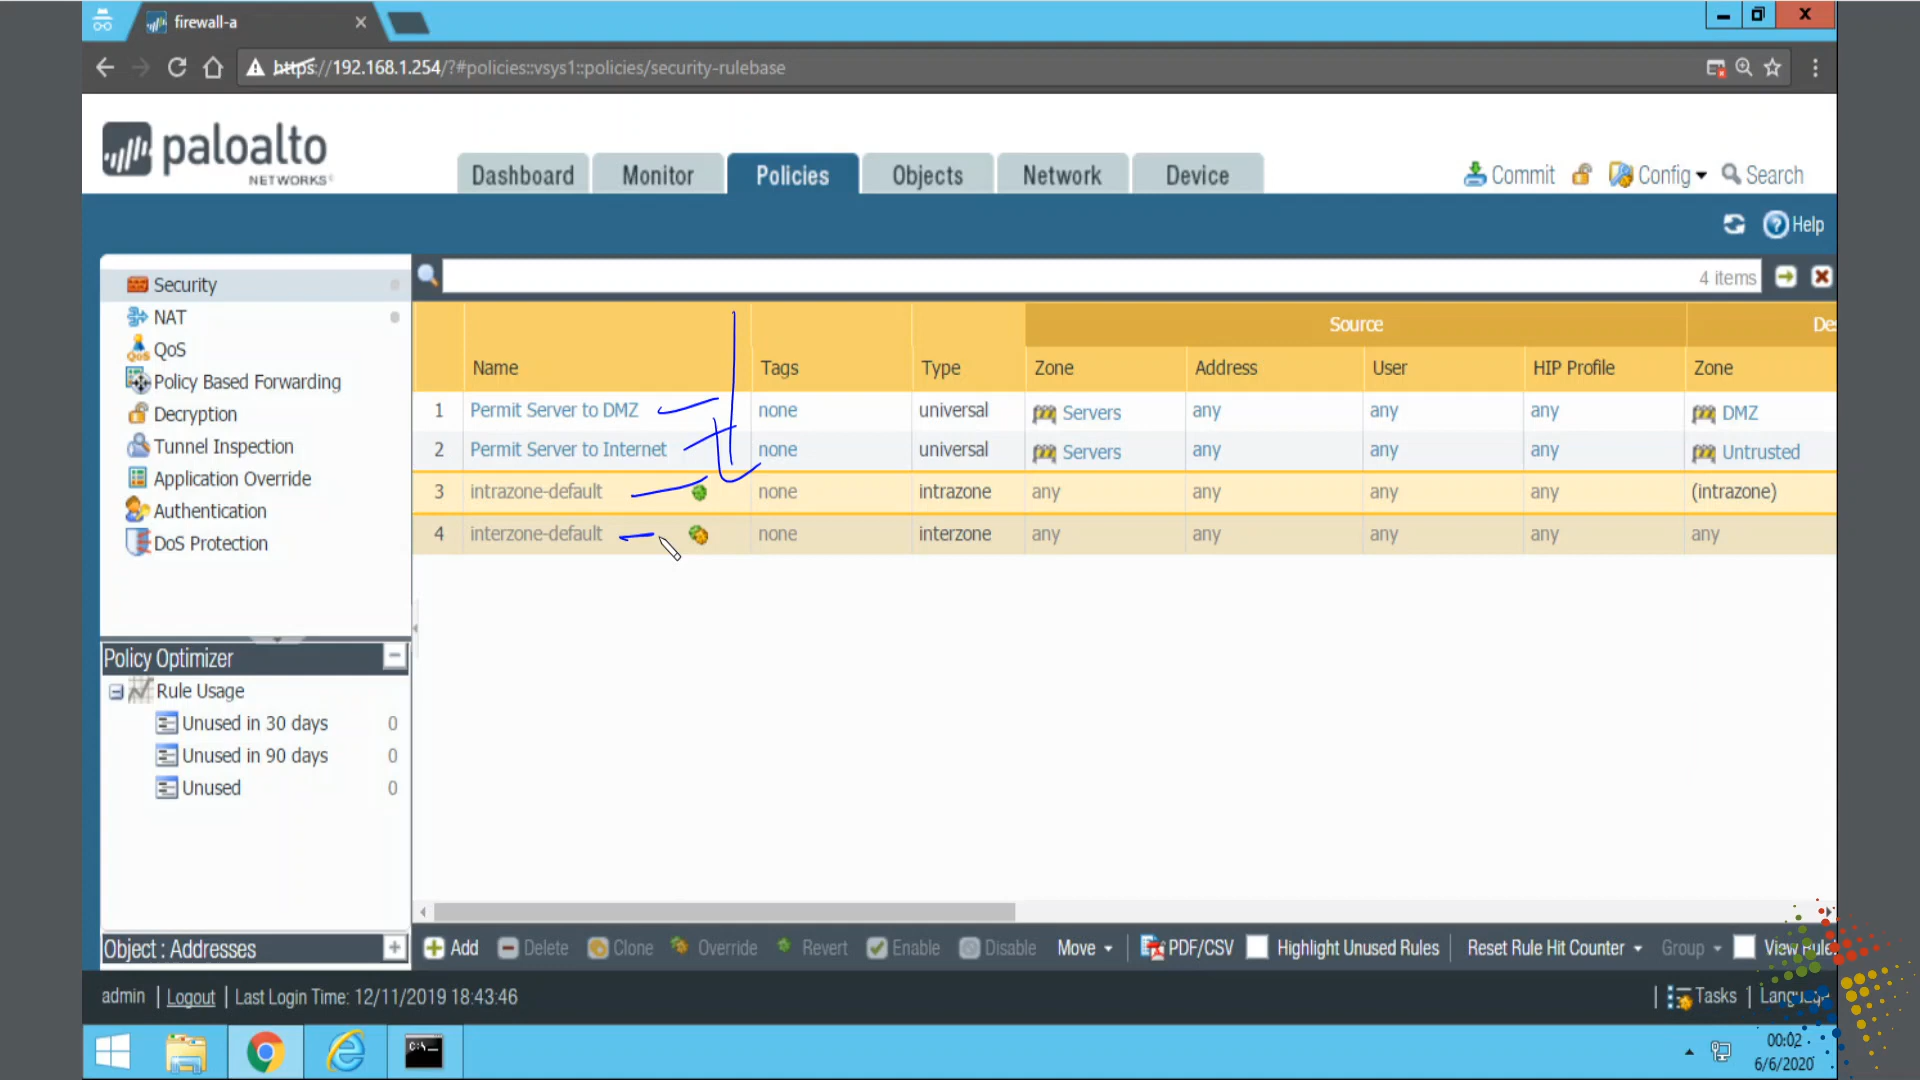 firewall-a
https://192.168.1.254/?#policies::vsys1::policies/security-rulebase
paloalto
NETWORKS
Dashboard Monitor Policies Objects Network Device
Commit Config Search
Help
Security
NAT
QoS
Policy Based Forwarding
Decryption
Tunnel Inspection
Application Override
Authentication
DoS Protection
4 items
Source
Name Tags Type Zone Address User HIP Profile Zone
1 Permit Server to DMZ none universal Servers any any any DMZ
2 Permit Server to Internet none universal Servers any any any Untrusted
3 intrazone-default none intrazone any any any any (intrazone)
4 interzone-default none interzone any any any any any
Policy Optimizer
Rule Usage
Unused in 30 days 0
Unused in 90 days 0
Unused 0
Object : Addresses
Add Delete Clone Override Revert Enable Disable Move PDF/CSV Highlight Unused Rules Reset Rule Hit Counter Group View
admin | Logout | Last Login Time: 12/11/2019 18:43:46
| Tasks |
00:02
6/6/2020